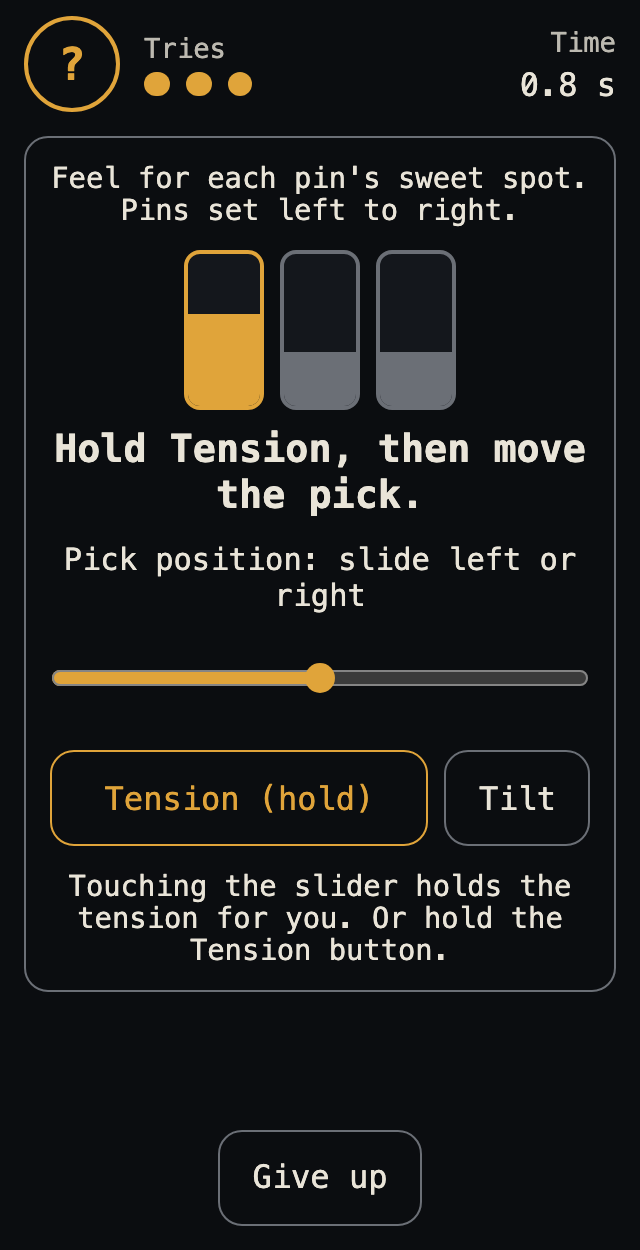 ?
Tries
Time
0.8 s
Feel for each pin's sweet spot.
Pins set left to right.
Hold Tension, then move
the pick.
Pick position: slide left or
right
Tension (hold)
Tilt
Touching the slider holds the
tension for you. Or hold the
Tension button.
Give up